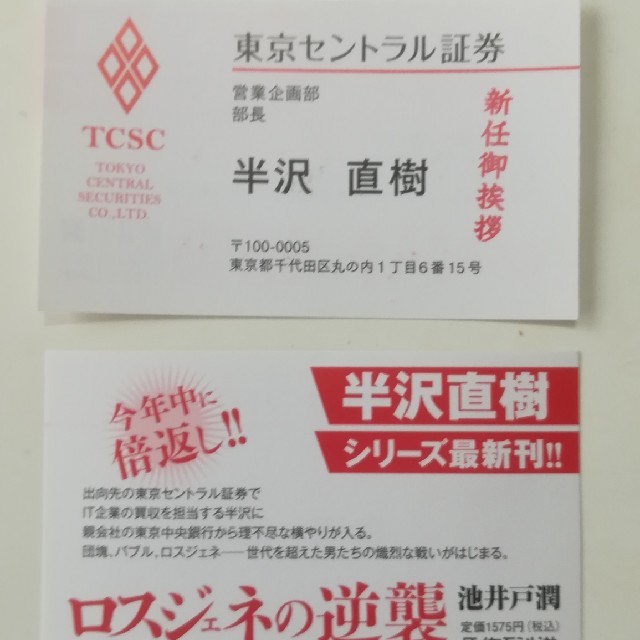 東京セントラル証券
営業企画部
部長
新任御挨拶
TCSC
TOKYO
CENTRAL
SECURITIES
CO.,LTD.
半沢 直樹
〒100-0005
東京都千代田区丸の内1丁目6番15号
今年中に
倍返し!!
半沢直樹
シリーズ最新刊!!
出向先の東京セントラル証券で
IT企業の買収を担当する半沢に
親会社の東京中央銀行から理不尽な横やりが入る。
団塊、バブル、ロスジェネ――世代を超えた男たちの熾烈な戦いがはじまる。
ロスジェネの逆襲
池井戸潤
定価1575円(税込)